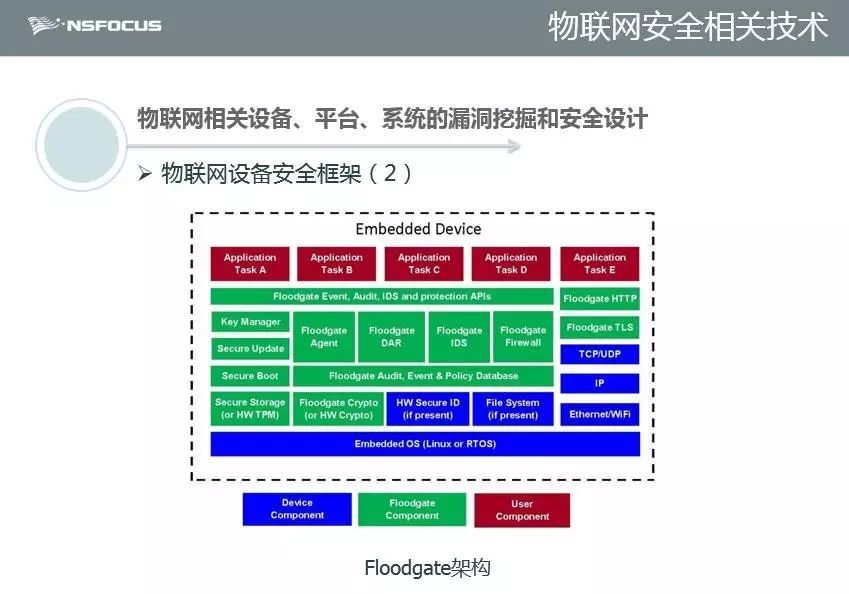 NSFOCUS
物联网安全相关技术
物联网相关设备、平台、系统的漏洞挖掘和安全设计
物联网设备安全框架（2）
Embedded Device
Application
Task A
Application
Task B
Application
Task C
Application
Task D
Application
Task E
Floodgate Event, Audit, IDS and protection APIs
Floodgate HTTP
Key Manager
Floodgate
Agent
Floodgate
DAR
Floodgate
IDS
Floodgate
Firewall
Floodgate TLS
Secure Update
TCP/UDP
Secure Boot
Floodgate Audit, Event & Policy Database
IP
Secure Storage
(or HW TPM)
Floodgate Crypto
(or HW Crypto)
HW Secure ID
(if present)
File System
(if present)
Ethernet/WiFi
Embedded OS (Linux or RTOS)
Device
Component
Floodgate
Component
User
Component
Floodgate架构